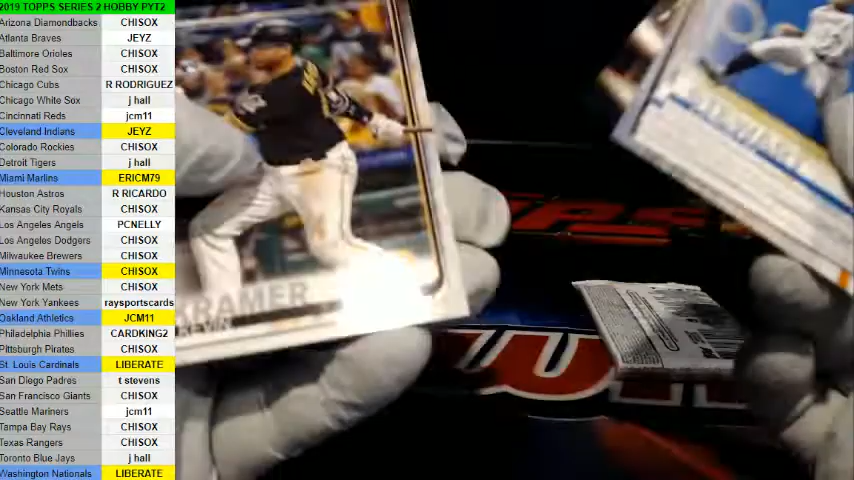 2019 TOPPS SERIES 2 HOBBY PYT2
Arizona Diamondbacks CHISOX
Atlanta Braves JEYZ
Baltimore Orioles CHISOX
Boston Red Sox CHISOX
Chicago Cubs R RODRIGUEZ
Chicago White Sox j hall
Cincinnati Reds jcm11
Cleveland Indians JEYZ
Colorado Rockies CHISOX
Detroit Tigers j hall
Miami Marlins ERICM79
Houston Astros R RICARDO
Kansas City Royals CHISOX
Los Angeles Angels PCNELLY
Los Angeles Dodgers CHISOX
Milwaukee Brewers CHISOX
Minnesota Twins CHISOX
New York Mets CHISOX
New York Yankees raysportscards
Oakland Athletics JCM11
Philadelphia Phillies CARDKING2
Pittsburgh Pirates CHISOX
St. Louis Cardinals LIBERATE
San Diego Padres t stevens
San Francisco Giants CHISOX
Seattle Mariners jcm11
Tampa Bay Rays CHISOX
Texas Rangers CHISOX
Toronto Blue Jays j hall
Washington Nationals LIBERATE
KRAMER
KEVIN